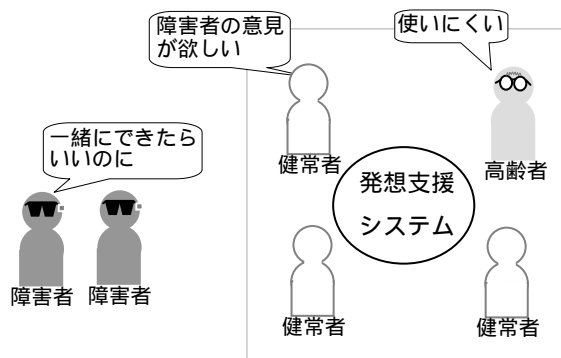 障害者の意見
が欲しい
使いにくい
一緒にできたら
いいのに
健常者
高齢者
発想支援
システム
障害者
障害者
健常者
健常者